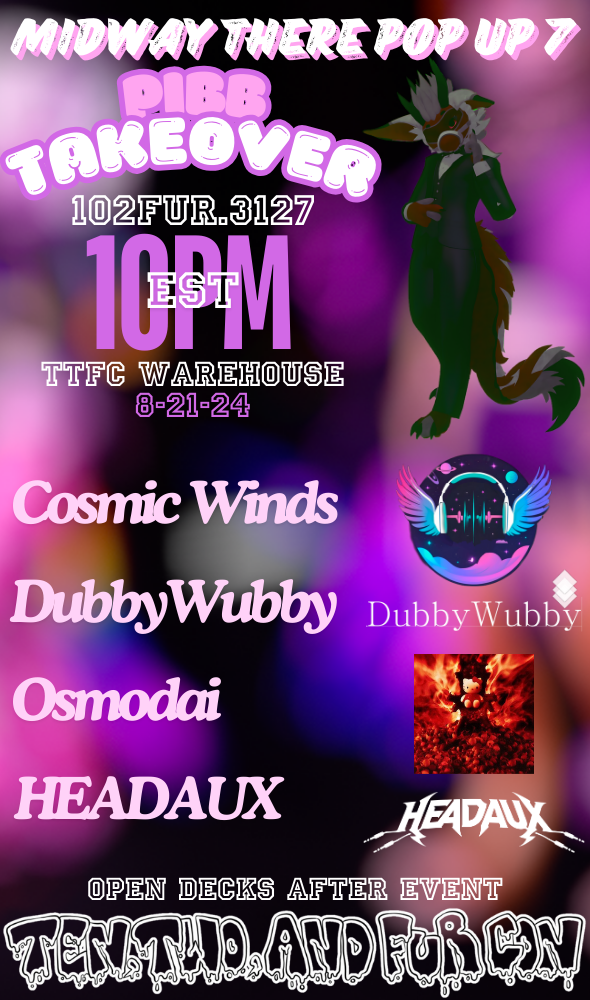 MIDWAY THERE POP UP 7
PIBB
TAKEOVER
102FUR.3127
10PM
EST
TTFC WAREHOUSE
8-21-24
Cosmic Winds
DubbyWubby
DubbyWubby
Osmodai
HEADAUX
HEADAUX
OPEN DECKS AFTER EVENT
TEN.TWO.AND FUR CON